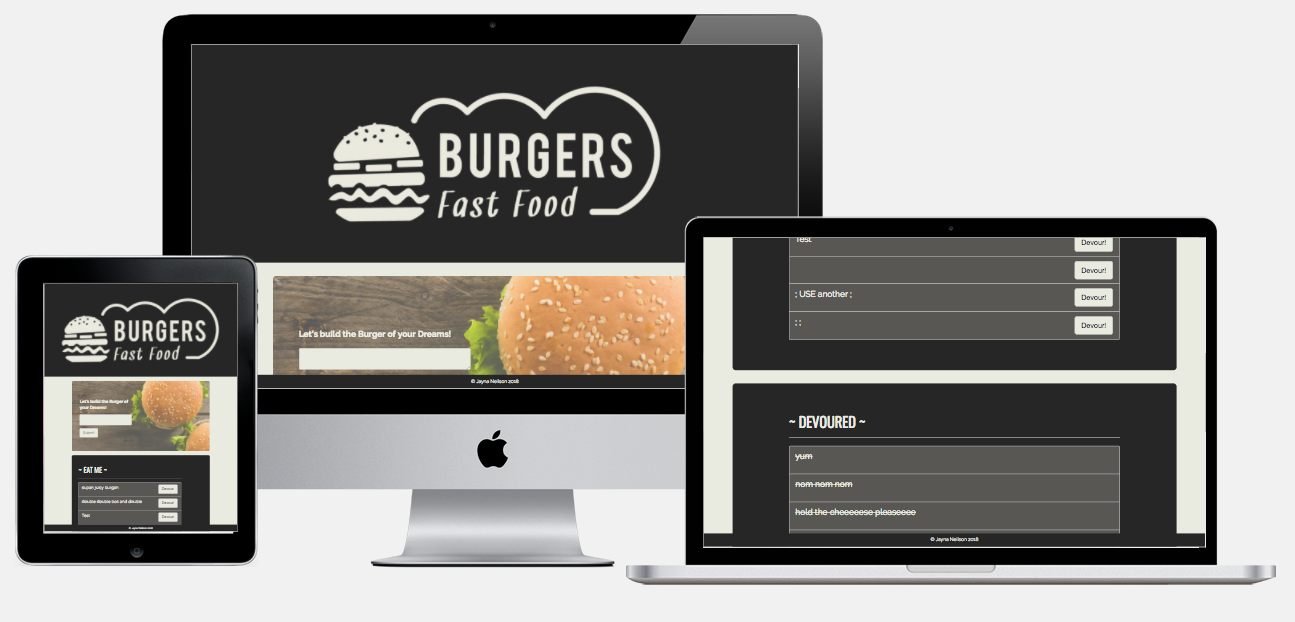 BURGERS
Fast Food
Let's build the Burger of your Dreams!
© Jayna Neilson 2018
BURGERS
Fast Food
Let's build the Burger of
your Dreams!
Submit
~ EAT ME ~
super juicy burger
Devour!
double double oak and double
Devour!
Test
Devour!
© Jayna Neilson 2018
Test
Devour!
Devour!
; USE another ;
Devour!
::
Devour!
~ DEVOURED ~
yum
nom nom nom
hold the cheeeeese pleaseeee
© Jayna Neilson 2018